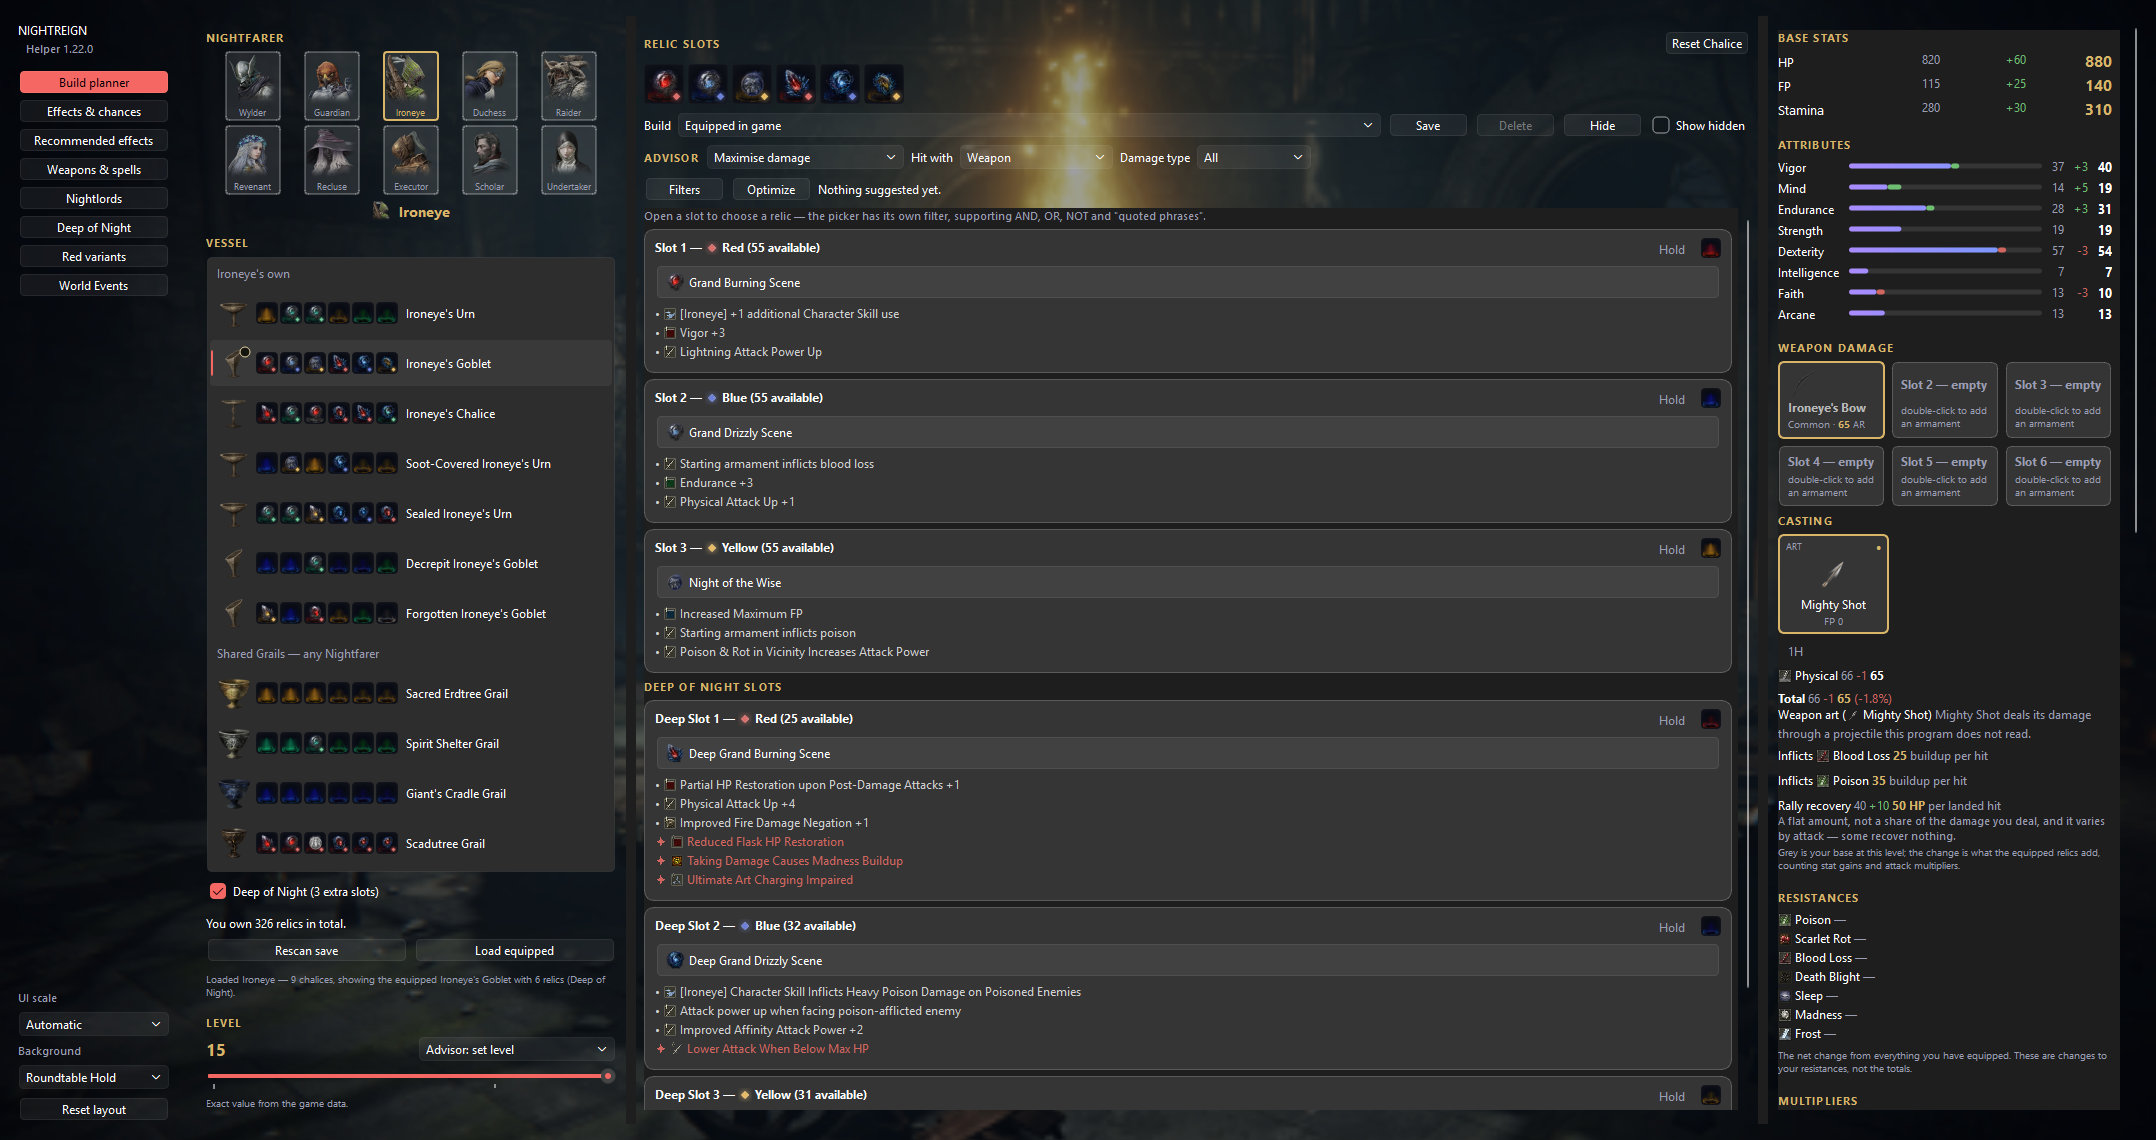 NIGHTREIGN
Helper 1.22.0
Build planner
Effects & chances
Recommended effects
Weapons & spells
Nightlords
Deep of Night
Red variants
World Events
UI scale
Automatic
Background
Roundtable Hold
Reset layout
NIGHTFARER
Wylder
Guardian
Ironeye
Duchess
Raider
Revenant
Recluse
Executor
Scholar
Undertaker
Ironeye
VESSEL
Ironeye's own
Ironeye's Urn
Ironeye's Goblet
Ironeye's Chalice
Soot-Covered Ironeye's Urn
Sealed Ironeye's Urn
Decrepit Ironeye's Goblet
Forgotten Ironeye's Goblet
Shared Grails — any Nightfarer
Sacred Erdtree Grail
Spirit Shelter Grail
Giant's Cradle Grail
Scadutree Grail
Deep of Night (3 extra slots)
You own 326 relics in total.
Rescan save
Load equipped
Loaded Ironeye — 9 chalices, showing the equipped Ironeye's Goblet with 6 relics (Deep of
Night).
LEVEL
15
Advisor: set level
Exact value from the game data.
RELIC SLOTS
Reset Chalice
Build Equipped in game Save Delete Hide Show hidden
ADVISOR Maximise damage Hit with Weapon Damage type All
Filters Optimize Nothing suggested yet.
Open a slot to choose a relic — the picker has its own filter, supporting AND, OR, NOT and "quoted phrases".
Slot 1 — Red (55 available) Hold
Grand Burning Scene
• [Ironeye] +1 additional Character Skill use
• Vigor +3
• Lightning Attack Power Up
Slot 2 — Blue (55 available) Hold
Grand Drizzly Scene
• Starting armament inflicts blood loss
• Endurance +3
• Physical Attack Up +1
Slot 3 — Yellow (55 available) Hold
Night of the Wise
• Increased Maximum FP
• Starting armament inflicts poison
• Poison & Rot in Vicinity Increases Attack Power
DEEP OF NIGHT SLOTS
Deep Slot 1 — Red (25 available) Hold
Deep Grand Burning Scene
• Partial HP Restoration upon Post-Damage Attacks +1
• Physical Attack Up +4
• Improved Fire Damage Negation +1
Reduced Flask HP Restoration
Taking Damage Causes Madness Buildup
Ultimate Art Charging Impaired
Deep Slot 2 — Blue (32 available) Hold
Deep Grand Drizzly Scene
• [Ironeye] Character Skill Inflicts Heavy Poison Damage on Poisoned Enemies
• Attack power up when facing poison-afflicted enemy
• Improved Affinity Attack Power +2
Lower Attack When Below Max HP
Deep Slot 3 — Yellow (31 available) Hold
BASE STATS
HP 820 +60 880
FP 115 +25 140
Stamina 280 +30 310
ATTRIBUTES
Vigor 37 +3 40
Mind 14 +5 19
Endurance 28 +3 31
Strength 19 19
Dexterity 57 -3 54
Intelligence 7 7
Faith 13 -3 10
Arcane 13 13
WEAPON DAMAGE
Ironeye's Bow
Common · 65 AR
Slot 2 — empty
double-click to add
an armament
Slot 3 — empty
double-click to add
an armament
Slot 4 — empty
double-click to add
an armament
Slot 5 — empty
double-click to add
an armament
Slot 6 — empty
double-click to add
an armament
CASTING
ART
Mighty Shot
FP 0
1H
Physical 66 -1 65
Total 66 -1 65 (-1.8%)
Weapon art ( Mighty Shot) Mighty Shot deals its damage
through a projectile this program does not read.
Inflicts Blood Loss 25 buildup per hit
Inflicts Poison 35 buildup per hit
Rally recovery 40 +10 50 HP per landed hit
A flat amount, not a share of the damage you deal, and it varies
by attack — some recover nothing.
Grey is your base at this level; the change is what the equipped relics add,
counting stat gains and attack multipliers.
RESISTANCES
Poison —
Scarlet Rot —
Blood Loss —
Death Blight —
Sleep —
Madness —
Frost —
The net change from everything you have equipped. These are changes to
your resistances, not the totals.
MULTIPLIERS